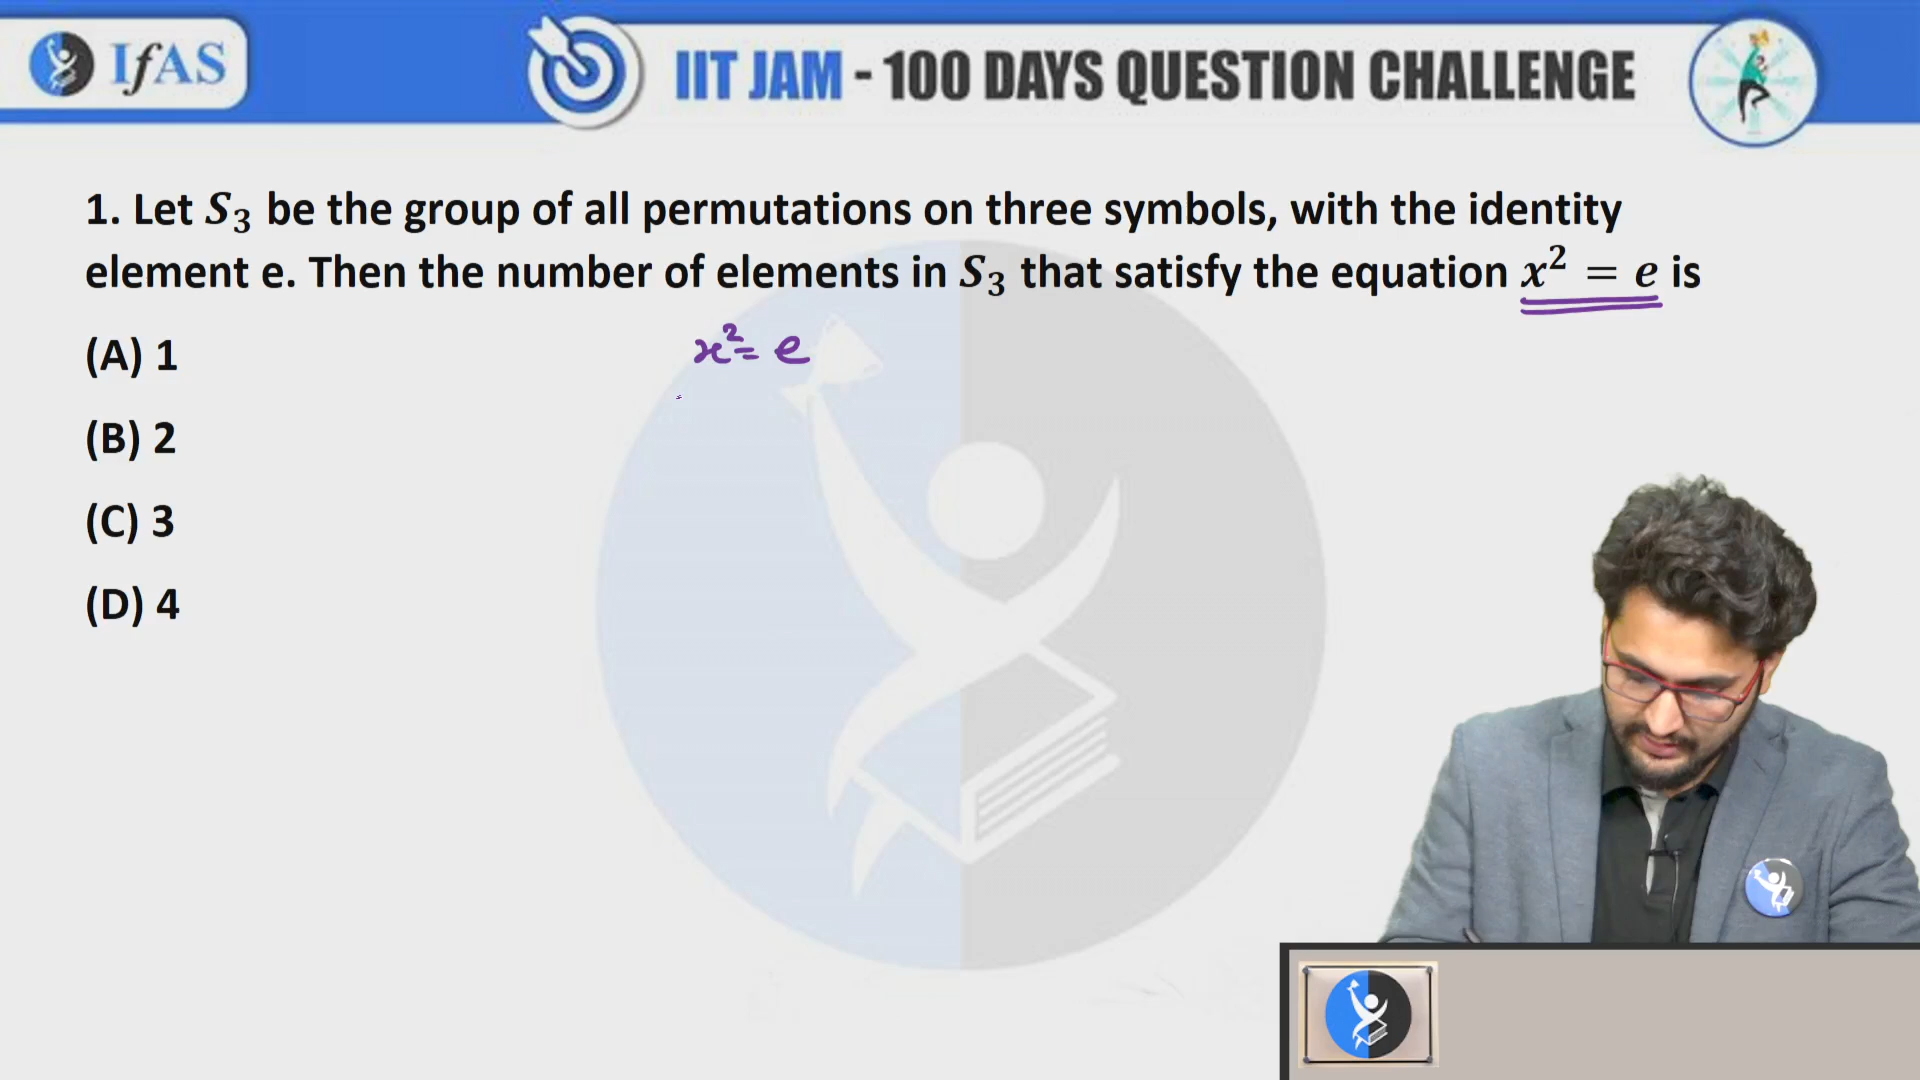 IfAS
IIT JAM - 100 DAYS QUESTION CHALLENGE
1. Let S₃ be the group of all permutations on three symbols, with the identity
element e. Then the number of elements in S₃ that satisfy the equation x² = e is
(A) 1
x² = e
(B) 2
(C) 3
(D) 4